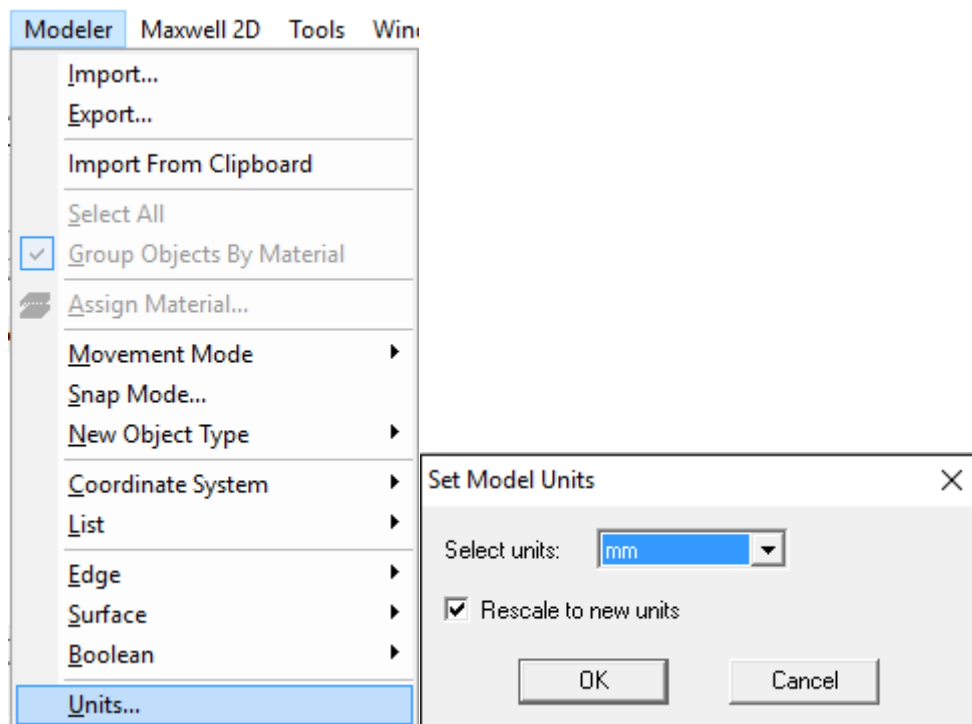 Modeler Maxwell 2D Tools
Import...
Export...
Import From Clipboard
Select All
Group Objects By Material
Assign Material...
Movement Mode
Snap Mode...
New Object Type
Coordinate System
List
Edge
Surface
Boolean
Units...
Set Model Units
Select units: mm
Rescale to new units
OK Cancel